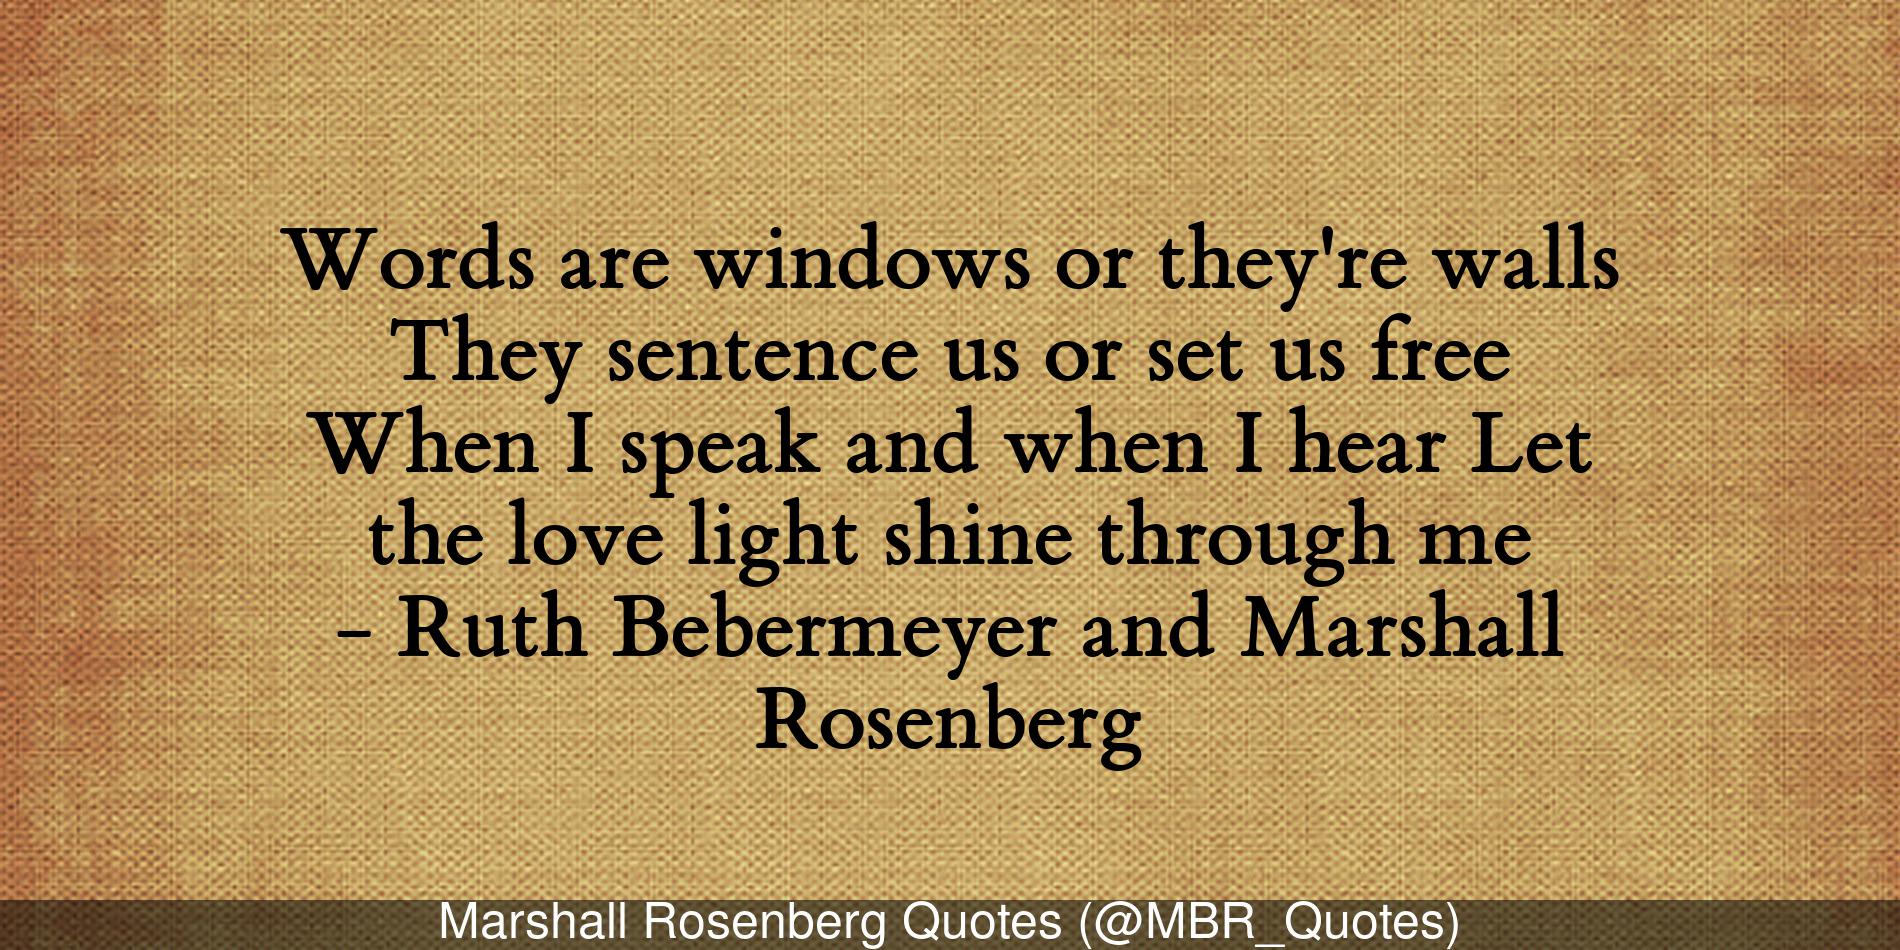 Words are windows or they're walls
They sentence us or set us free
When I speak and when I hear Let
the love light shine through me
- Ruth Bebermeyer and Marshall
Rosenberg
Marshall Rosenberg Quotes (@MBR_Quotes)